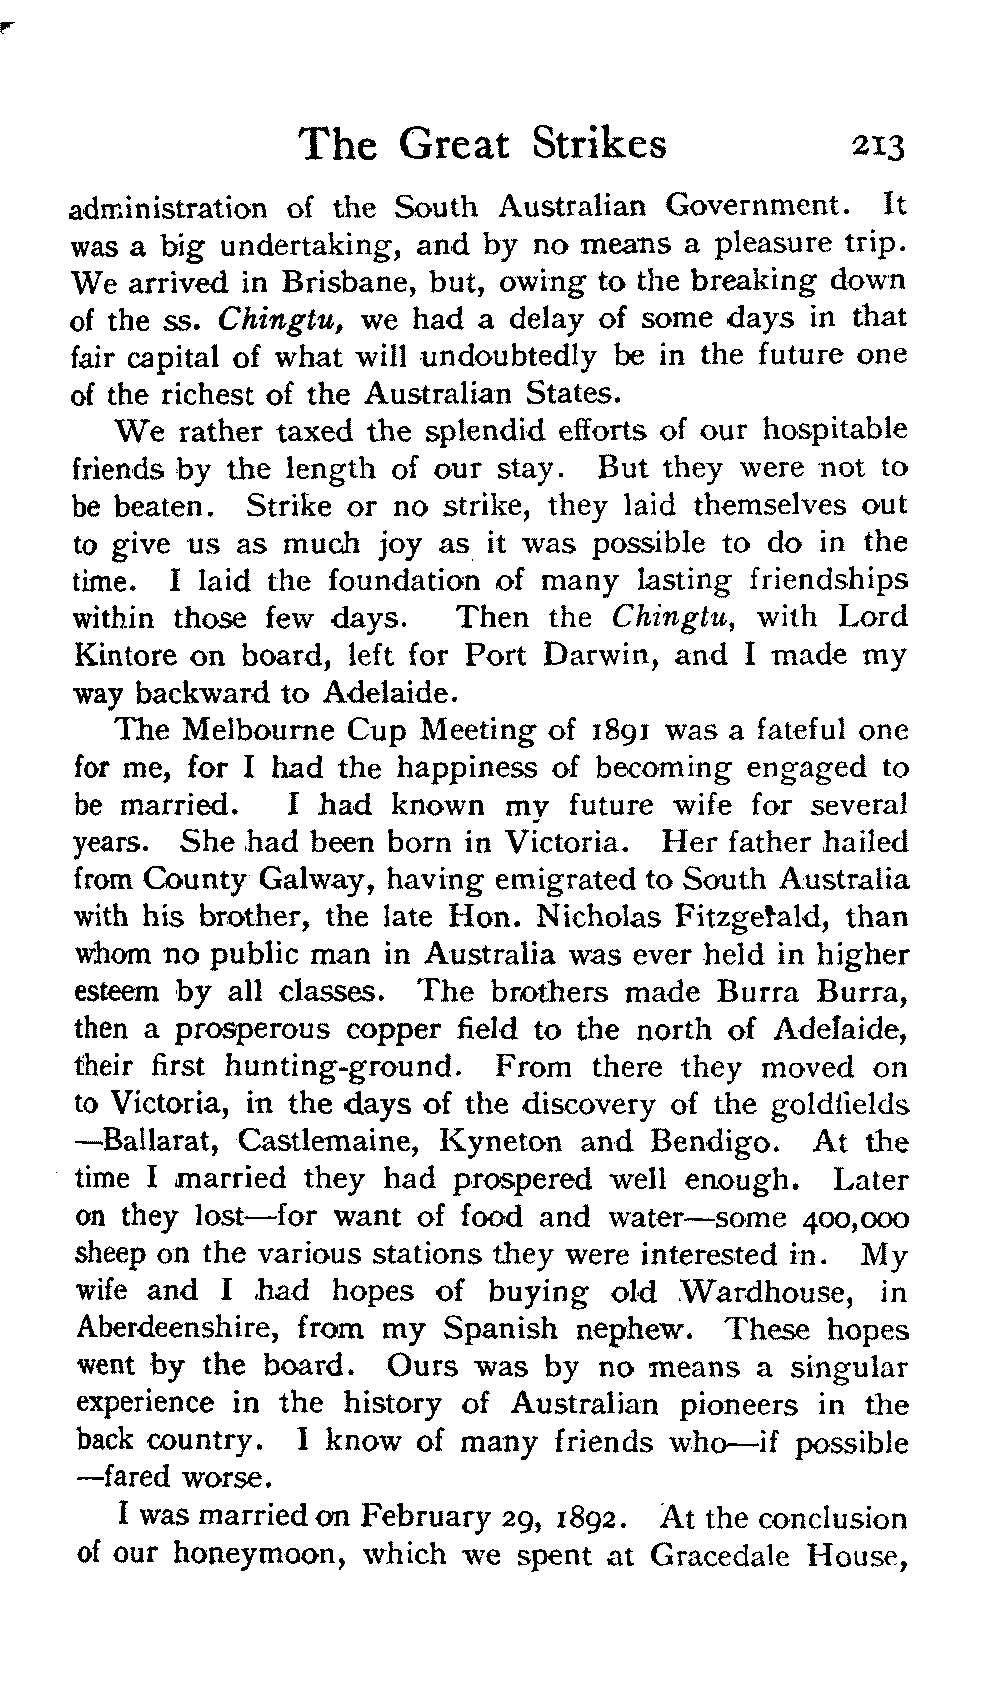 The Great Strikes 213
administration of the South Australian Government. It
was a big undertaking, and by no means a pleasure trip.
We arrived in Brisbane, but, owing to the breaking down
of the ss. Chingtu, we had a delay of some days in that
fair capital of what will undoubtedly be in the future one
of the richest of the Australian States.
We rather taxed the splendid efforts of our hospitable
friends by the length of our stay. But they were not to
be beaten. Strike or no strike, they laid themselves out
to give us as much joy as it was possible to do in the
time. I laid the foundation of many lasting friendships
within those few days. Then the Chingtu, with Lord
Kintore on board, left for Port Darwin, and I made my
way backward to Adelaide.
The Melbourne Cup Meeting of 1891 was a fateful one
for me, for I had the happiness of becoming engaged to
be married. I had known my future wife for several
years. She had been born in Victoria. Her father hailed
from County Galway, having emigrated to South Australia
with his brother, the late Hon. Nicholas Fitzgerald, than
whom no public man in Australia was ever held in higher
esteem by all classes. The brothers made Burra Burra,
then a prosperous copper field to the north of Adelaide,
their first hunting-ground. From there they moved on
to Victoria, in the days of the discovery of the goldfields
—Ballarat, Castlemaine, Kyneton and Bendigo. At the
time I married they had prospered well enough. Later
on they lost—for want of food and water—some 400,000
sheep on the various stations they were interested in. My
wife and I had hopes of buying old Wardhouse, in
Aberdeenshire, from my Spanish nephew. These hopes
went by the board. Ours was by no means a singular
experience in the history of Australian pioneers in the
back country. I know of many friends who—if possible
—fared worse.
I was married on February 29, 1892. At the conclusion
of our honeymoon, which we spent at Gracedale House,